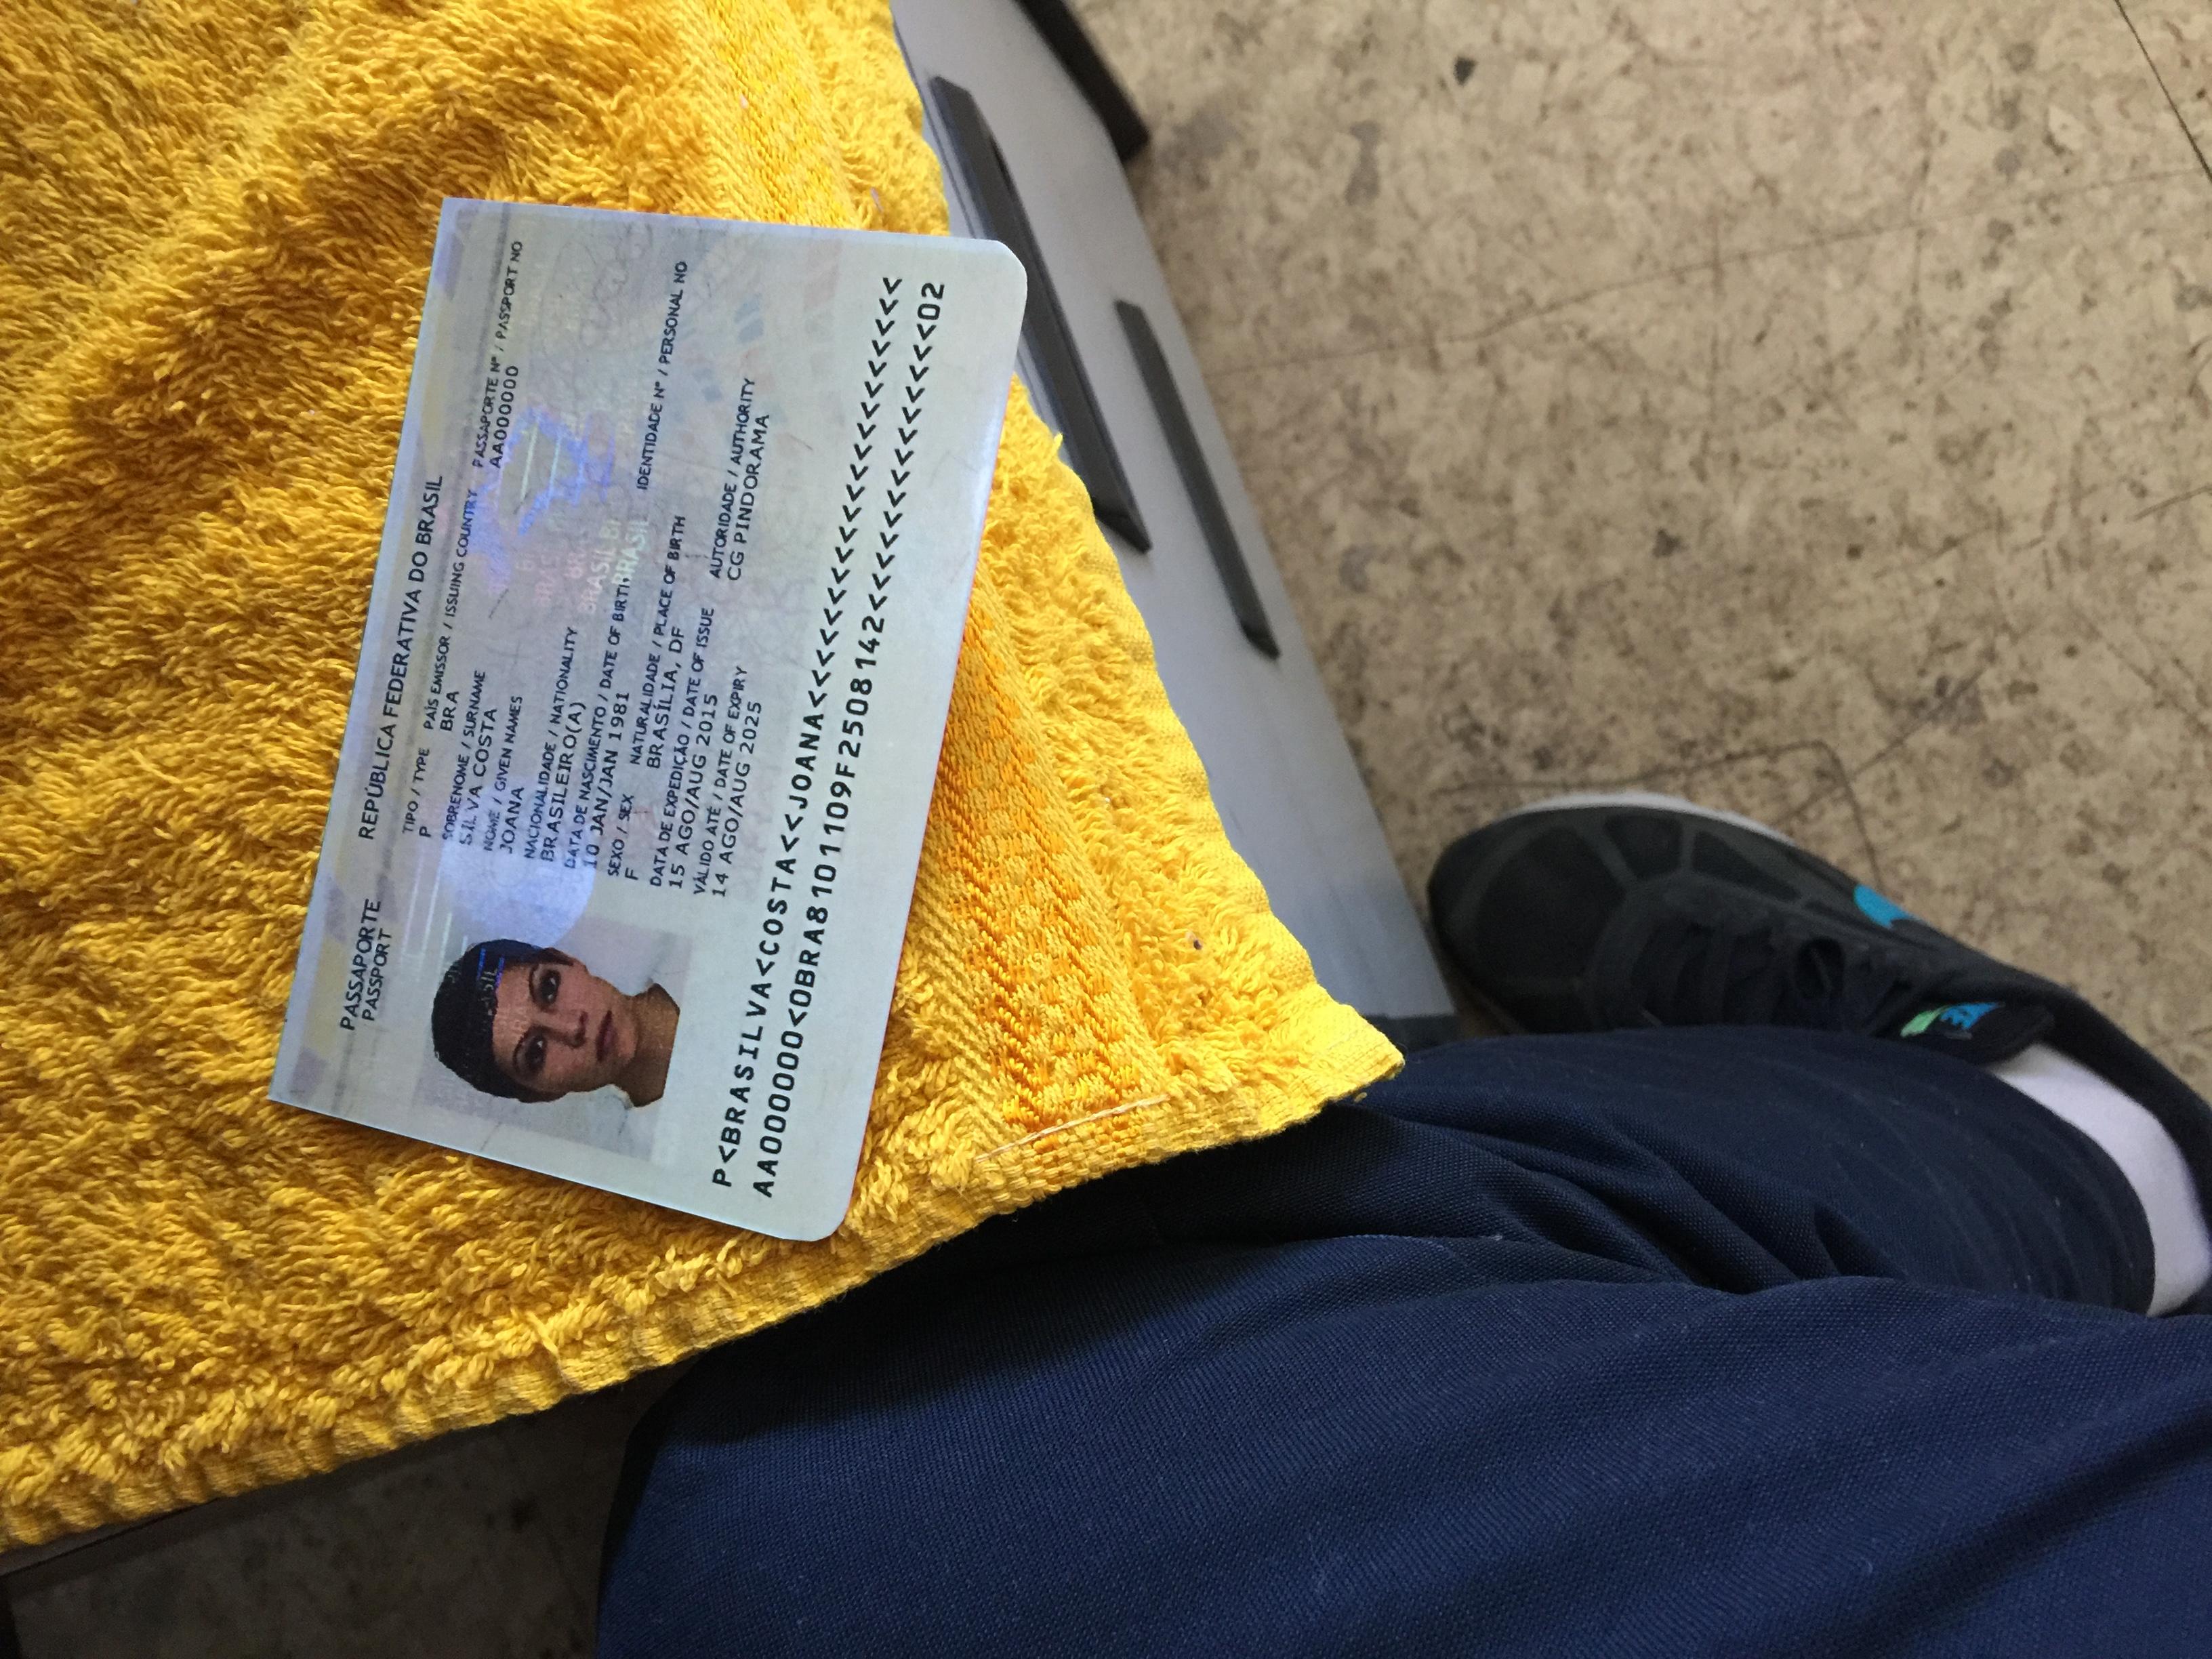 PASSAPORTE
PASSPORT
REPÚBLICA FEDERATIVA DO BRASIL
TIPO / TYPE PAÍS EMISSOR / ISSUING COUNTRY PASSAPORTE Nº / PASSPORT NO
P BRA AA000000
SOBRENOME / SURNAME
SILVA COSTA
NOME / GIVEN NAMES
JOANA
NACIONALIDADE / NATIONALITY
BRASILEIRO(A)
DATA DE NASCIMENTO / DATE OF BIRTH IDENTIDADE Nº / PERSONAL NO
10 JAN/JAN 1981
SEXO / SEX NATURALIDADE / PLACE OF BIRTH
F BRASÍLIA, DF
DATA DE EXPEDIÇÃO / DATE OF ISSUE AUTORIDADE / AUTHORITY
15 AGO/AUG 2015 CG PINDORAMA
VÁLIDO ATÉ / DATE OF EXPIRY
14 AGO/AUG 2025
P<BRASILVA<COSTA<<JOANA<<<<<<<<<<<<<<<<<<<<<
AA000000<0BRA8101109F2508142<<<<<<<<<<<<<<02